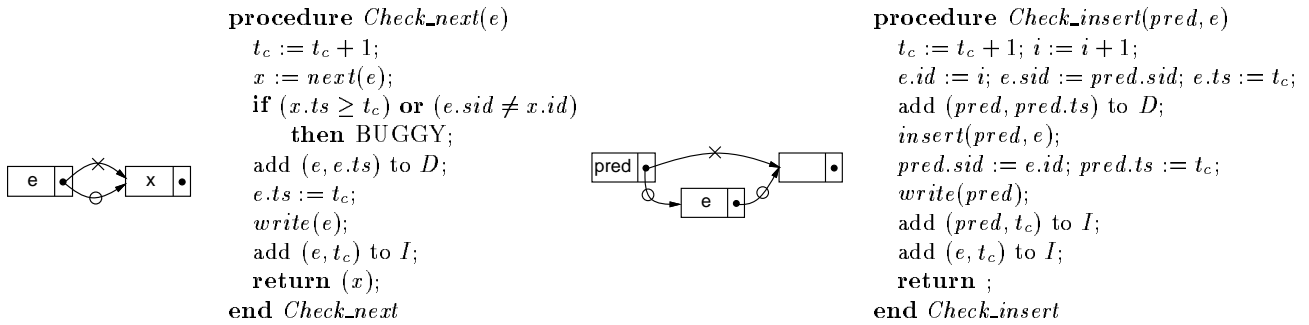 e
x
procedure Check_next(e)
t_c := t_c + 1;
x := next(e);
if (x.ts ≥ t_c) or (e.sid ≠ x.id)
then BUGGY;
add (e, e.ts) to D;
e.ts := t_c;
write(e);
add (e, t_c) to I;
return (x);
end Check_next
pred
e
procedure Check_insert(pred, e)
t_c := t_c + 1; i := i + 1;
e.id := i; e.sid := pred.sid; e.ts := t_c;
add (pred, pred.ts) to D;
insert(pred, e);
pred.sid := e.id; pred.ts := t_c;
write(pred);
add (pred, t_c) to I;
add (e, t_c) to I;
return ;
end Check_insert